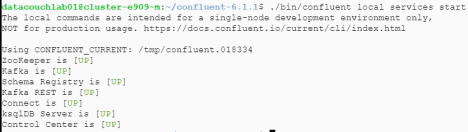 datacouchlab01@cluster-e909-m:~/confluent-6.1.1$ ./bin/confluent local services start
The local commands are intended for a single-node development environment only,
NOT for production usage. https://docs.confluent.io/current/cli/index.html

Using CONFLUENT_CURRENT: /tmp/confluent.018334
ZooKeeper is [UP]
Kafka is [UP]
Schema Registry is [UP]
Kafka REST is [UP]
Connect is [UP]
ksqlDB Server is [UP]
Control Center is [UP]